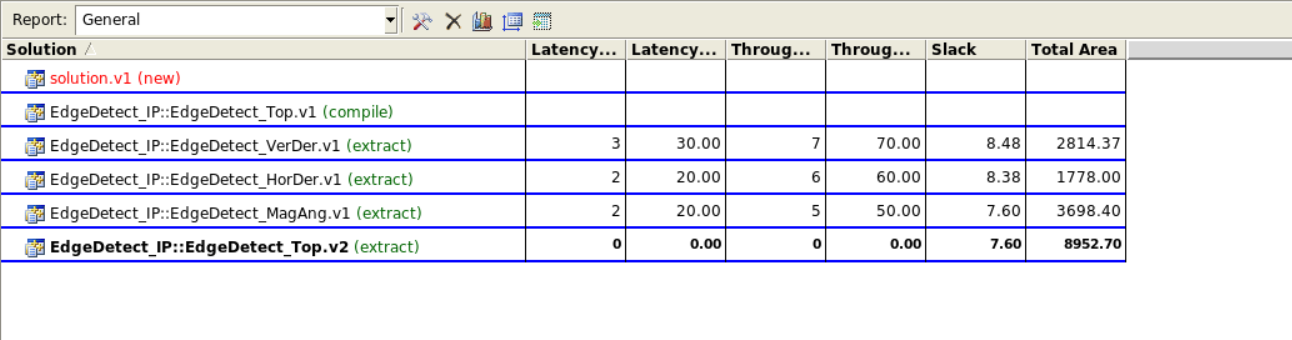 Report: General
Solution Latency... Latency... Throug... Throug... Slack Total Area
solution.v1 (new)
EdgeDetect_IP::EdgeDetect_Top.v1 (compile)
EdgeDetect_IP::EdgeDetect_VerDer.v1 (extract) 3 30.00 7 70.00 8.48 2814.37
EdgeDetect_IP::EdgeDetect_HorDer.v1 (extract) 2 20.00 6 60.00 8.38 1778.00
EdgeDetect_IP::EdgeDetect_MagAng.v1 (extract) 2 20.00 5 50.00 7.60 3698.40
EdgeDetect_IP::EdgeDetect_Top.v2 (extract) 0 0.00 0 0.00 7.60 8952.70